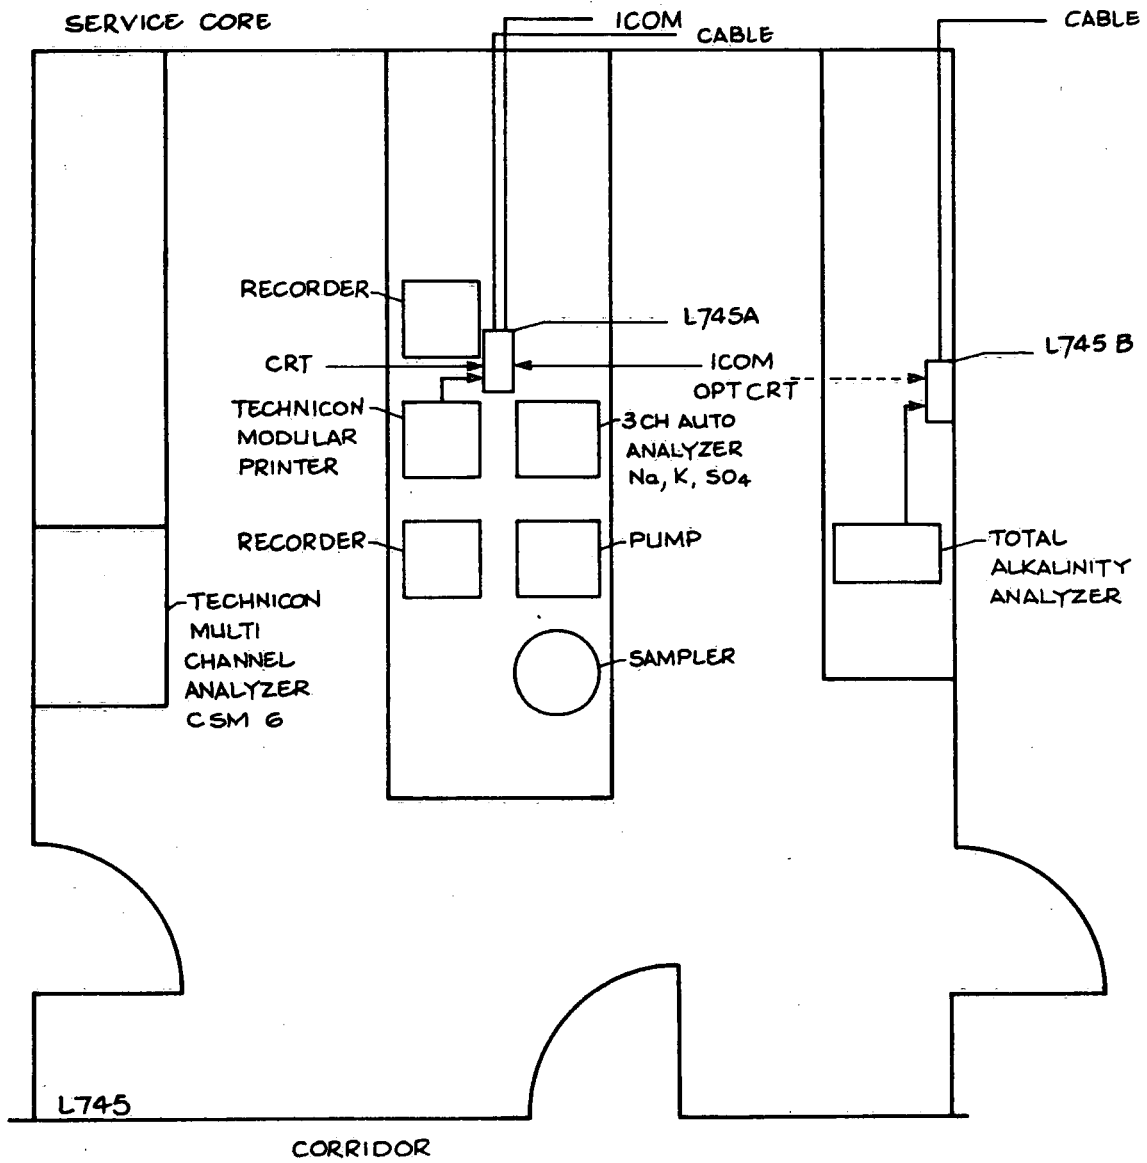 SERVICE CORE
ICOM
CABLE
CABLE
RECORDER
L745A
L745 B
CRT
ICOM
OPT CRT
TECHNICON
MODULAR
PRINTER
3 CH AUTO
ANALYZER
Na, K, SO4
RECORDER
PUMP
TOTAL
ALKALINITY
ANALYZER
TECHNICON
MULTI
CHANNEL
ANALYZER
CSM 6
SAMPLER
L745
CORRIDOR